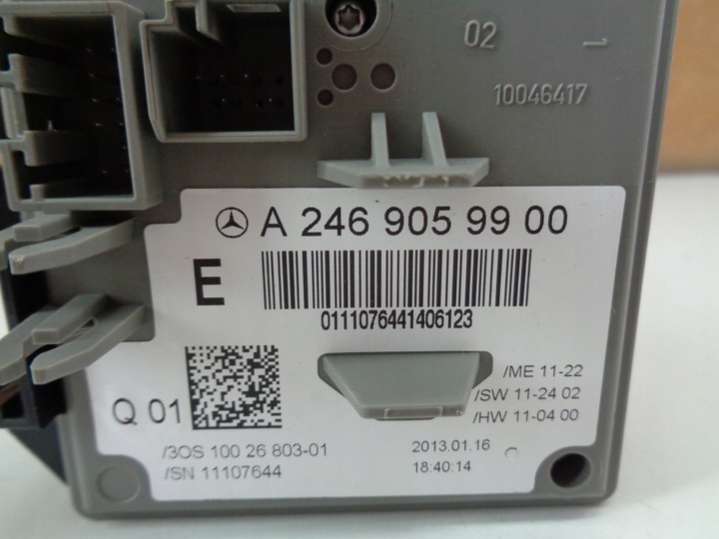 02
1
10046417
A 246 905 99 00
E
0111076441406123
/ME 11-22
/SW 11-24 02
/HW 11-04 00
Q 01
/3OS 100 26 803-01
/SN 11107644
2013.01.16
18:40:14